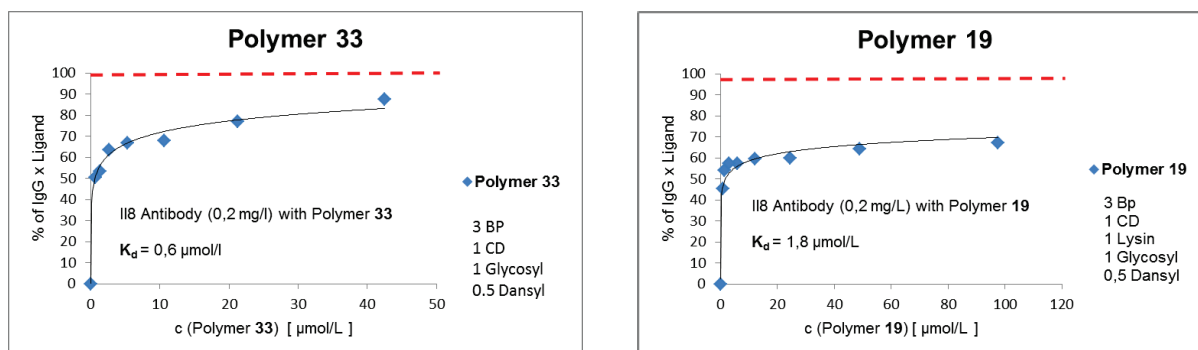 Polymer 33
100
90
80
70
60
50
40
30
20
10
0
% of IgG x Ligand
Il8 Antibody (0,2 mg/l) with Polymer 33
K_d = 0,6 µmol/l
0 10 20 30 40 50
c (Polymer 33) [ µmol/L ]
Polymer 33
3 BP
1 CD
1 Glycosyl
0.5 Dansyl
Polymer 19
100
90
80
70
60
50
40
30
20
10
0
% of IgG x Ligand
Il8 Antibody (0,2 mg/L) with Polymer 19
K_d = 1,8 µmol/L
0 20 40 60 80 100 120
c (Polymer 19) [ µmol/L ]
Polymer 19
3 Bp
1 CD
1 Lysin
1 Glycosyl
0,5 Dansyl